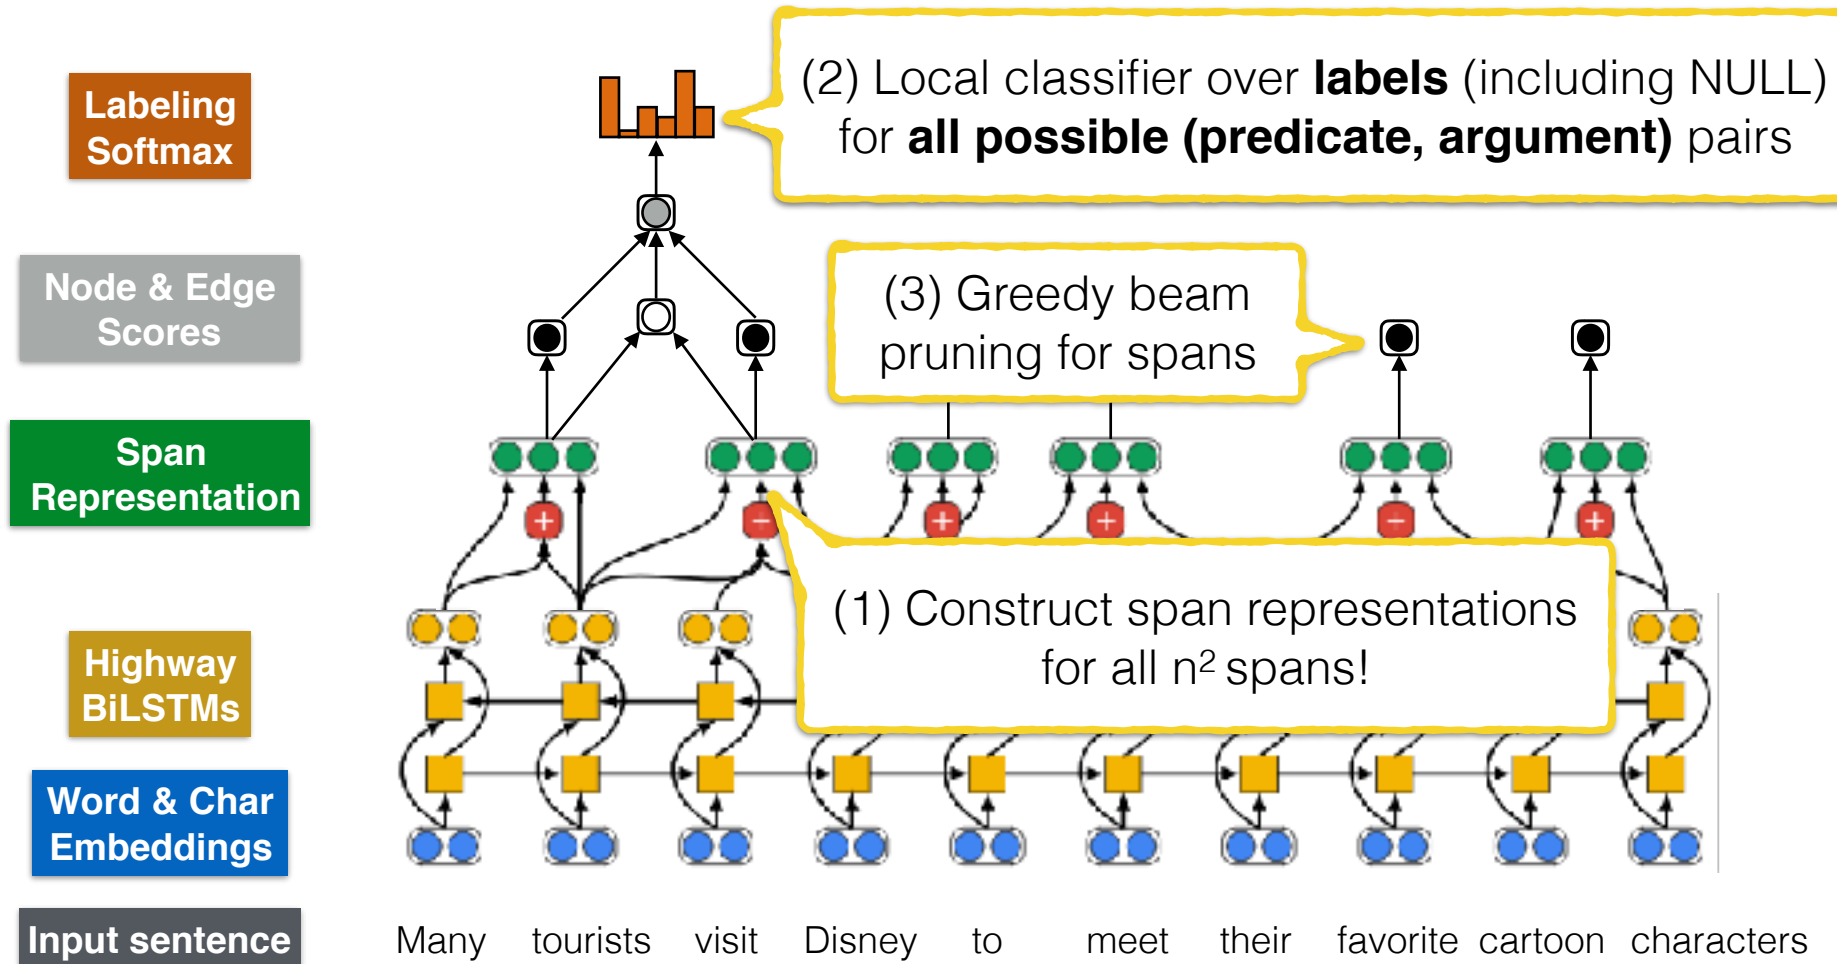 Labeling
Softmax
(2) Local classifier over labels (including NULL)
for all possible (predicate, argument) pairs
Node & Edge
Scores
(3) Greedy beam
pruning for spans
Span
Representation
+
−
+
+
−
+
(1) Construct span representations
for all n² spans!
Highway
BiLSTMs
Word & Char
Embeddings
Input sentence
Many tourists visit Disney to meet their favorite cartoon characters